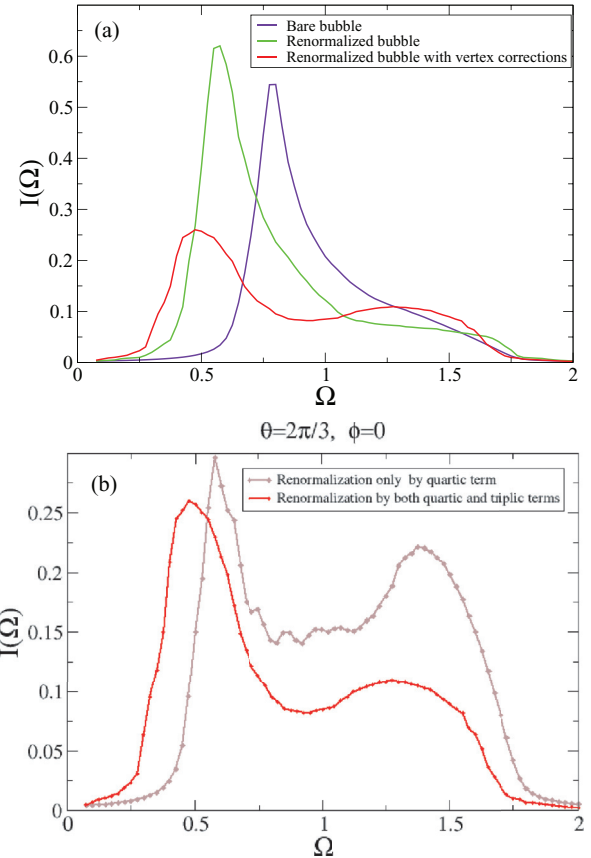 (a)
Bare bubble
Renormalized bubble
Renormalized bubble with vertex corrections
0.6
0.5
0.4
0.3
0.2
0.1
0
I(Ω)
0
0.5
1
1.5
2
Ω
θ=2π/3, ϕ=0
(b)
Renormalization only by quartic term
Renormalization by both quartic and triplic terms
0.25
0.2
0.15
0.1
0.05
0
I(Ω)
0
0.5
1
1.5
2
Ω